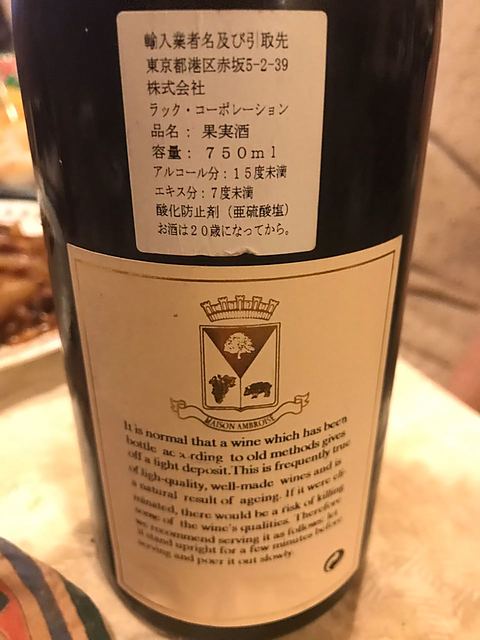 輸入業者名及び引取先
東京都港区赤坂5-2-39
株式会社
ラック・コーポレーション
品名： 果実酒
容量： 750ml
アルコール分：15度未満
エキス分：7度未満
酸化防止剤（亜硫酸塩）
お酒は20歳になってから。
MAISON AMBROISE
It is normal that a wine which has been
bottle ac rding to old methods gives
off a light deposit. This is frequently true
of high-quality, well-made wines and is
a natural result of ageing. If it were eli-
minated, there would be a risk of killing
some of the wine's qualities. Therefore
we recommend serving it as follows: let
it stand upright for a few minutes before
serving and poer it out slowly.